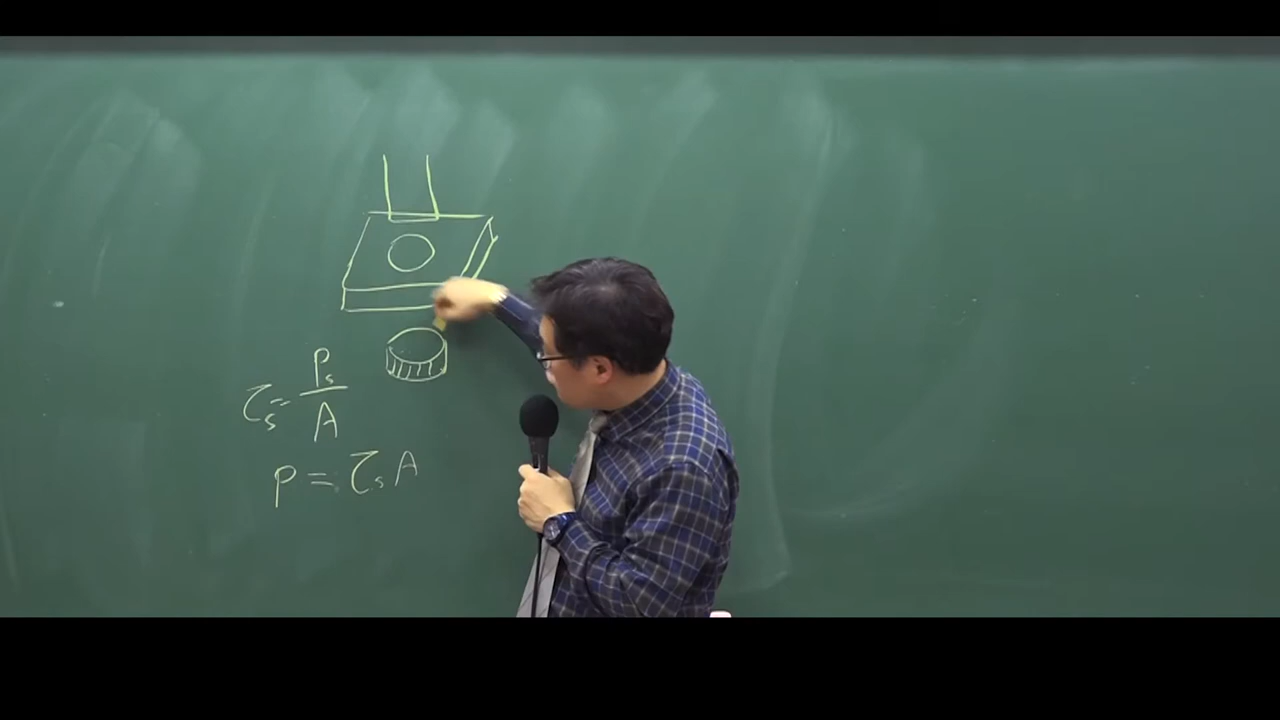 τs = Ps / A
P = τs A